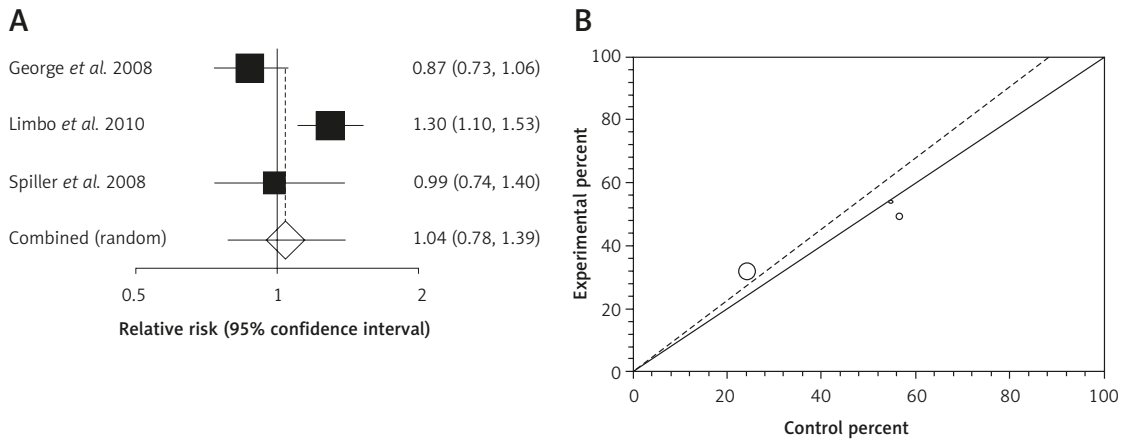 A
George et al. 2008 0.87 (0.73, 1.06)
Limbo et al. 2010 1.30 (1.10, 1.53)
Spiller et al. 2008 0.99 (0.74, 1.40)
Combined (random) 1.04 (0.78, 1.39)
0.5 1 2
Relative risk (95% confidence interval)
B
Experimental percent
100
80
60
40
20
0
0 20 40 60 80 100
Control percent